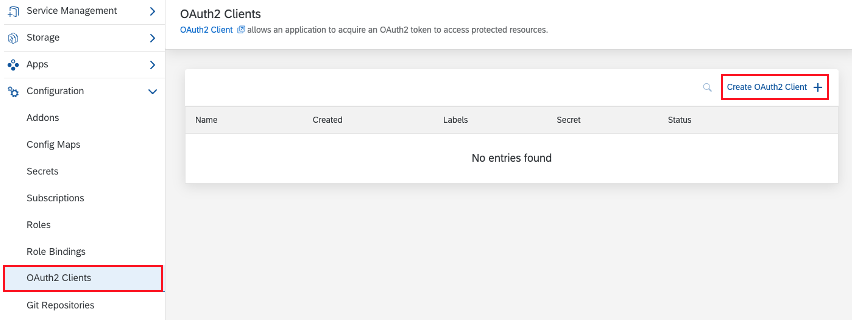 Service Management
Storage
Apps
Configuration
Addons
Config Maps
Secrets
Subscriptions
Roles
Role Bindings
OAuth2 Clients
Git Repositories
OAuth2 Clients
OAuth2 Client allows an application to acquire an OAuth2 token to access protected resources.
Create OAuth2 Client
Name Created Labels Secret Status
No entries found